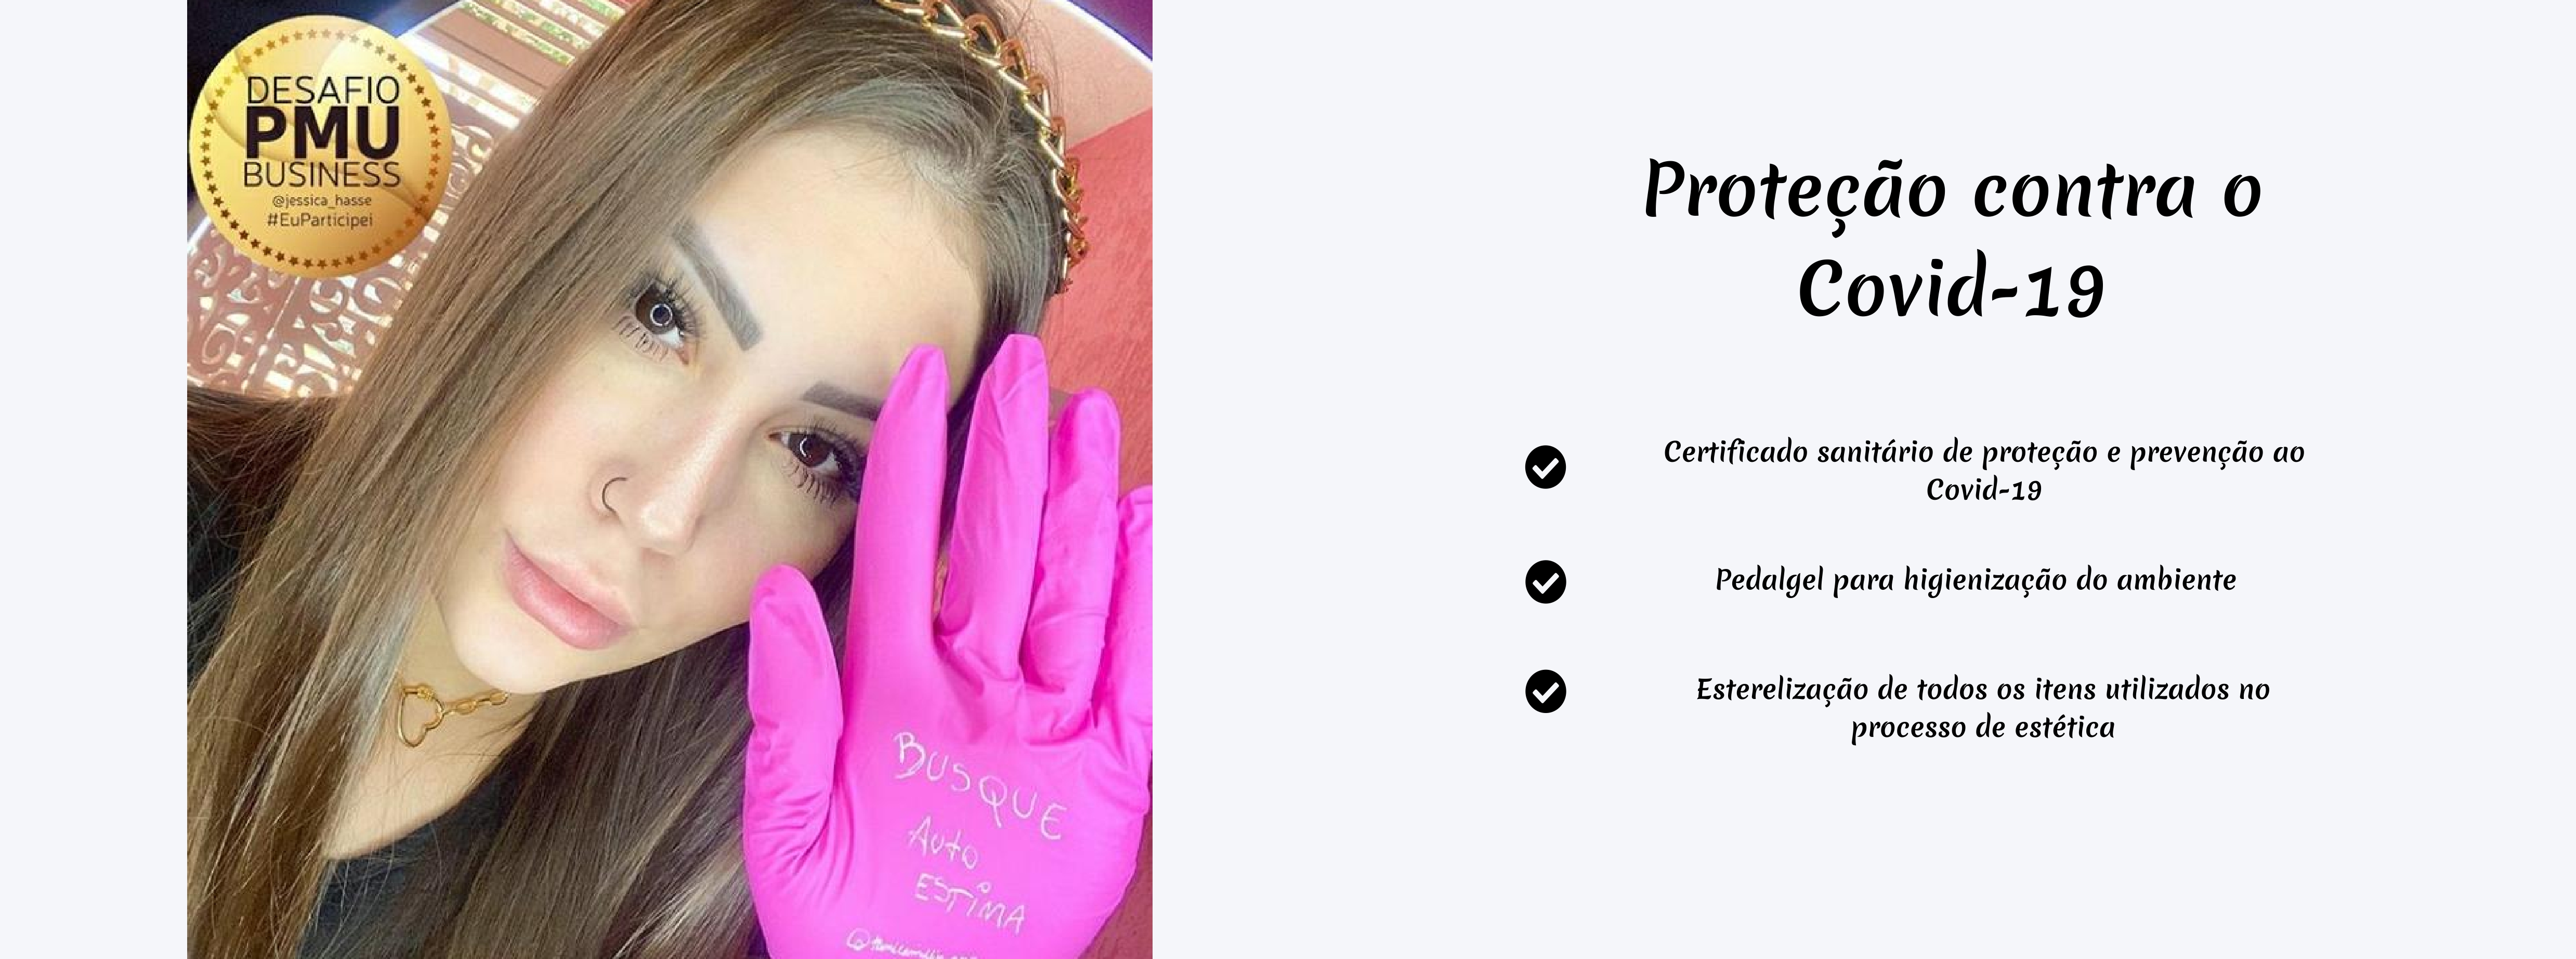 DESAFIO
PMU
BUSINESS
@jessica_hasse
#EuParticipei
BUSQUE
Auto
ESTiMA
Proteção contra o
Covid-19
Certificado sanitário de proteção e prevenção ao
Covid-19
Pedalgel para higienização do ambiente
Esterelização de todos os itens utilizados no
processo de estética